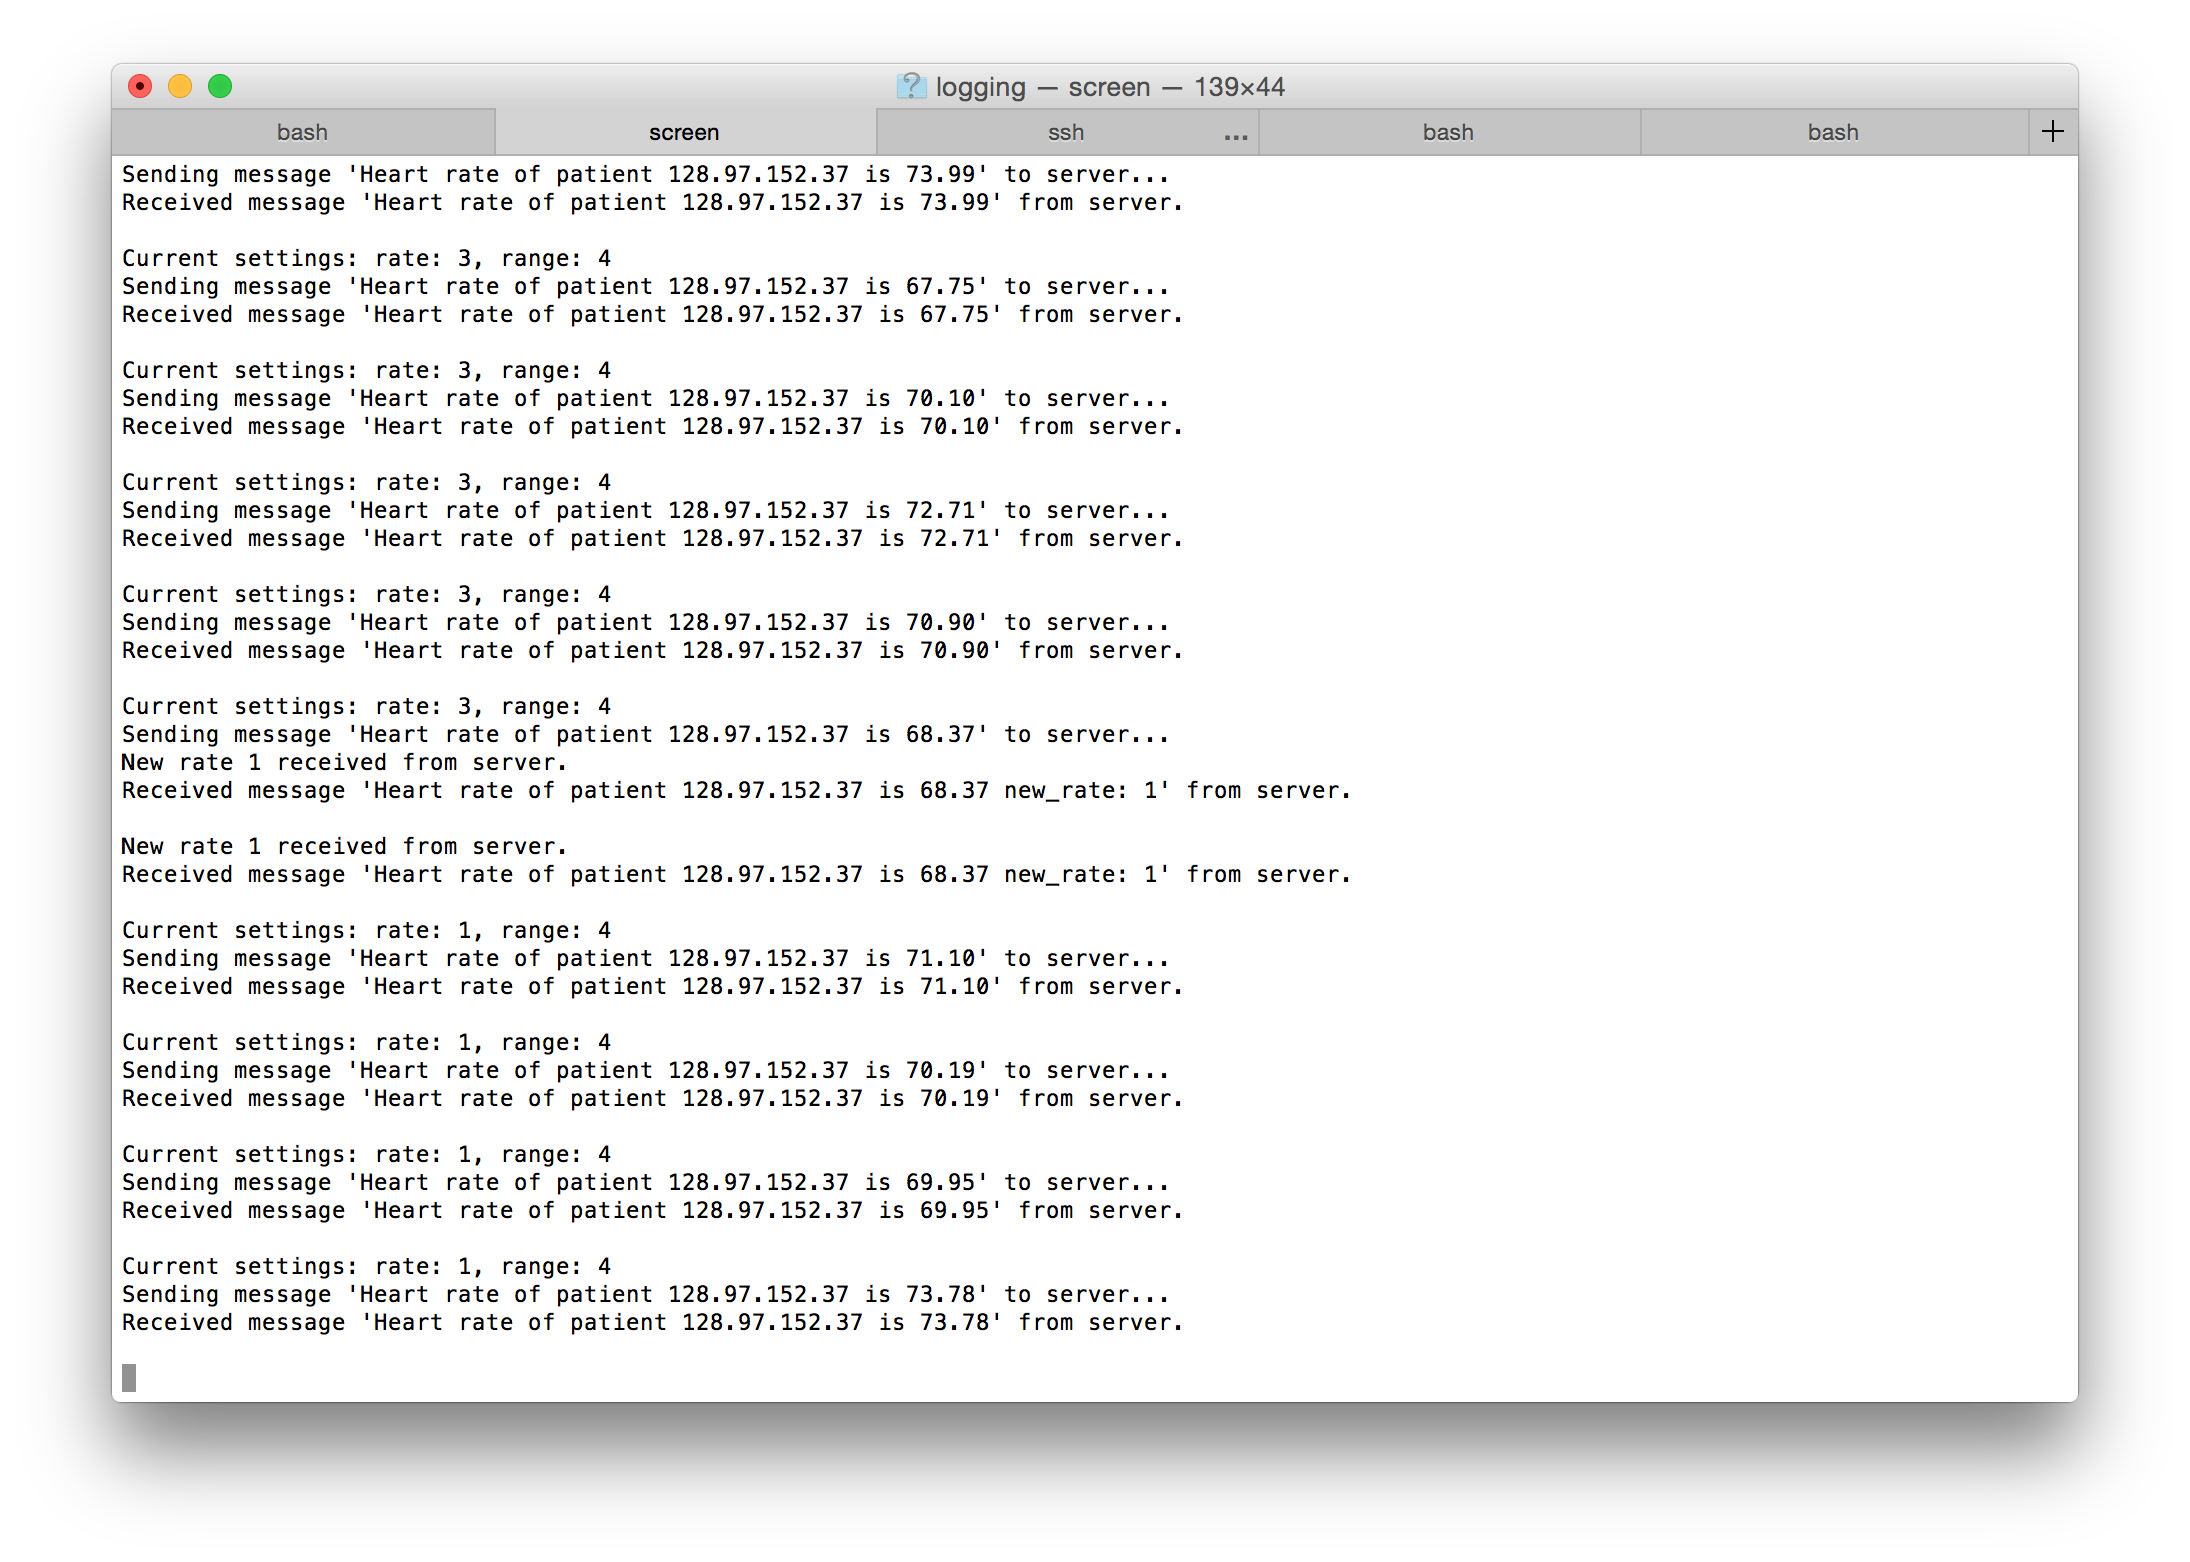 logging — screen — 139×44
bash screen ssh ... bash bash +
Sending message 'Heart rate of patient 128.97.152.37 is 73.99' to server...
Received message 'Heart rate of patient 128.97.152.37 is 73.99' from server.
Current settings: rate: 3, range: 4
Sending message 'Heart rate of patient 128.97.152.37 is 67.75' to server...
Received message 'Heart rate of patient 128.97.152.37 is 67.75' from server.
Current settings: rate: 3, range: 4
Sending message 'Heart rate of patient 128.97.152.37 is 70.10' to server...
Received message 'Heart rate of patient 128.97.152.37 is 70.10' from server.
Current settings: rate: 3, range: 4
Sending message 'Heart rate of patient 128.97.152.37 is 72.71' to server...
Received message 'Heart rate of patient 128.97.152.37 is 72.71' from server.
Current settings: rate: 3, range: 4
Sending message 'Heart rate of patient 128.97.152.37 is 70.90' to server...
Received message 'Heart rate of patient 128.97.152.37 is 70.90' from server.
Current settings: rate: 3, range: 4
Sending message 'Heart rate of patient 128.97.152.37 is 68.37' to server...
New rate 1 received from server.
Received message 'Heart rate of patient 128.97.152.37 is 68.37 new_rate: 1' from server.
New rate 1 received from server.
Received message 'Heart rate of patient 128.97.152.37 is 68.37 new_rate: 1' from server.
Current settings: rate: 1, range: 4
Sending message 'Heart rate of patient 128.97.152.37 is 71.10' to server...
Received message 'Heart rate of patient 128.97.152.37 is 71.10' from server.
Current settings: rate: 1, range: 4
Sending message 'Heart rate of patient 128.97.152.37 is 70.19' to server...
Received message 'Heart rate of patient 128.97.152.37 is 70.19' from server.
Current settings: rate: 1, range: 4
Sending message 'Heart rate of patient 128.97.152.37 is 69.95' to server...
Received message 'Heart rate of patient 128.97.152.37 is 69.95' from server.
Current settings: rate: 1, range: 4
Sending message 'Heart rate of patient 128.97.152.37 is 73.78' to server...
Received message 'Heart rate of patient 128.97.152.37 is 73.78' from server.